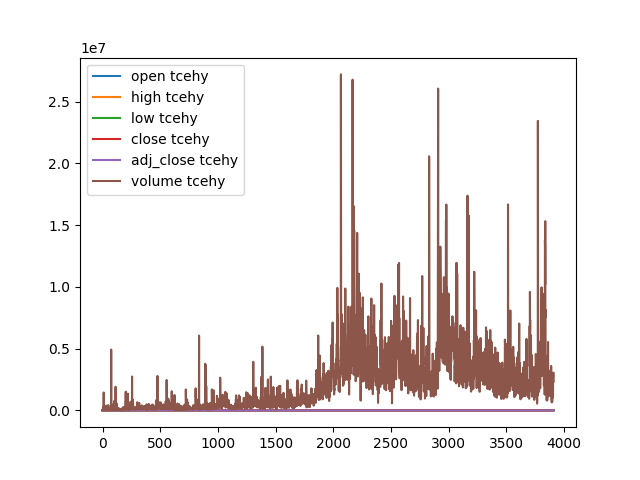 1e7
open tcehy
high tcehy
low tcehy
close tcehy
adj_close tcehy
volume tcehy
2.5
2.0
1.5
1.0
0.5
0.0
0 500 1000 1500 2000 2500 3000 3500 4000